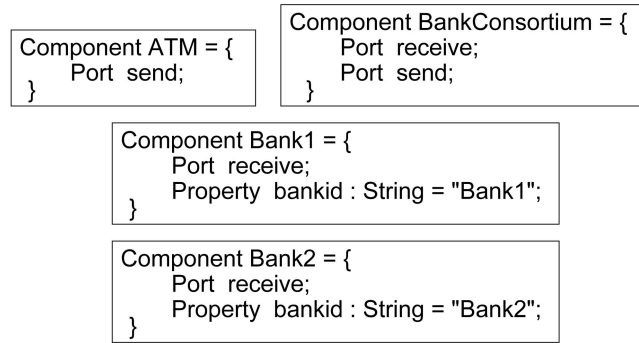 Component ATM = {
Port send;
}
Component BankConsortium = {
Port receive;
Port send;
}
Component Bank1 = {
Port receive;
Property bankid : String = "Bank1";
}
Component Bank2 = {
Port receive;
Property bankid : String = "Bank2";
}